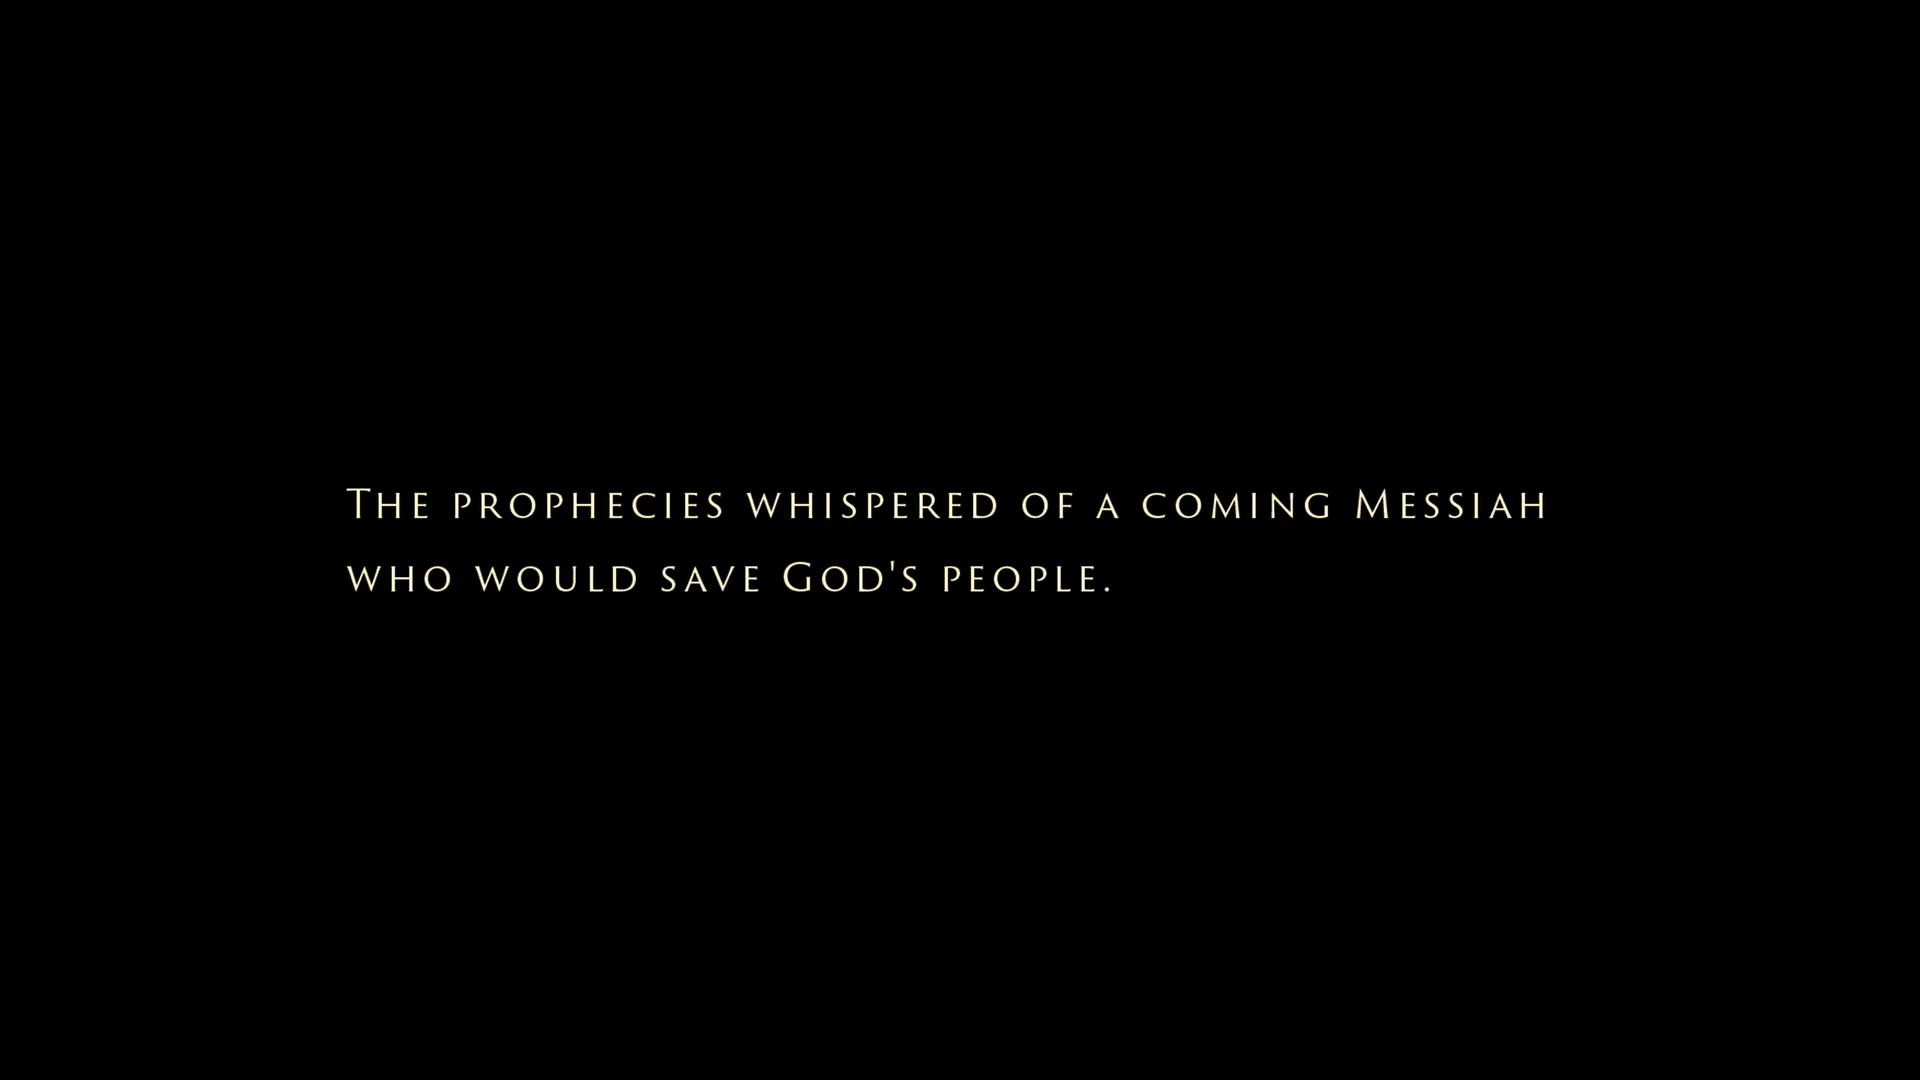 The prophecies whispered of a coming Messiah
who would save God's people.